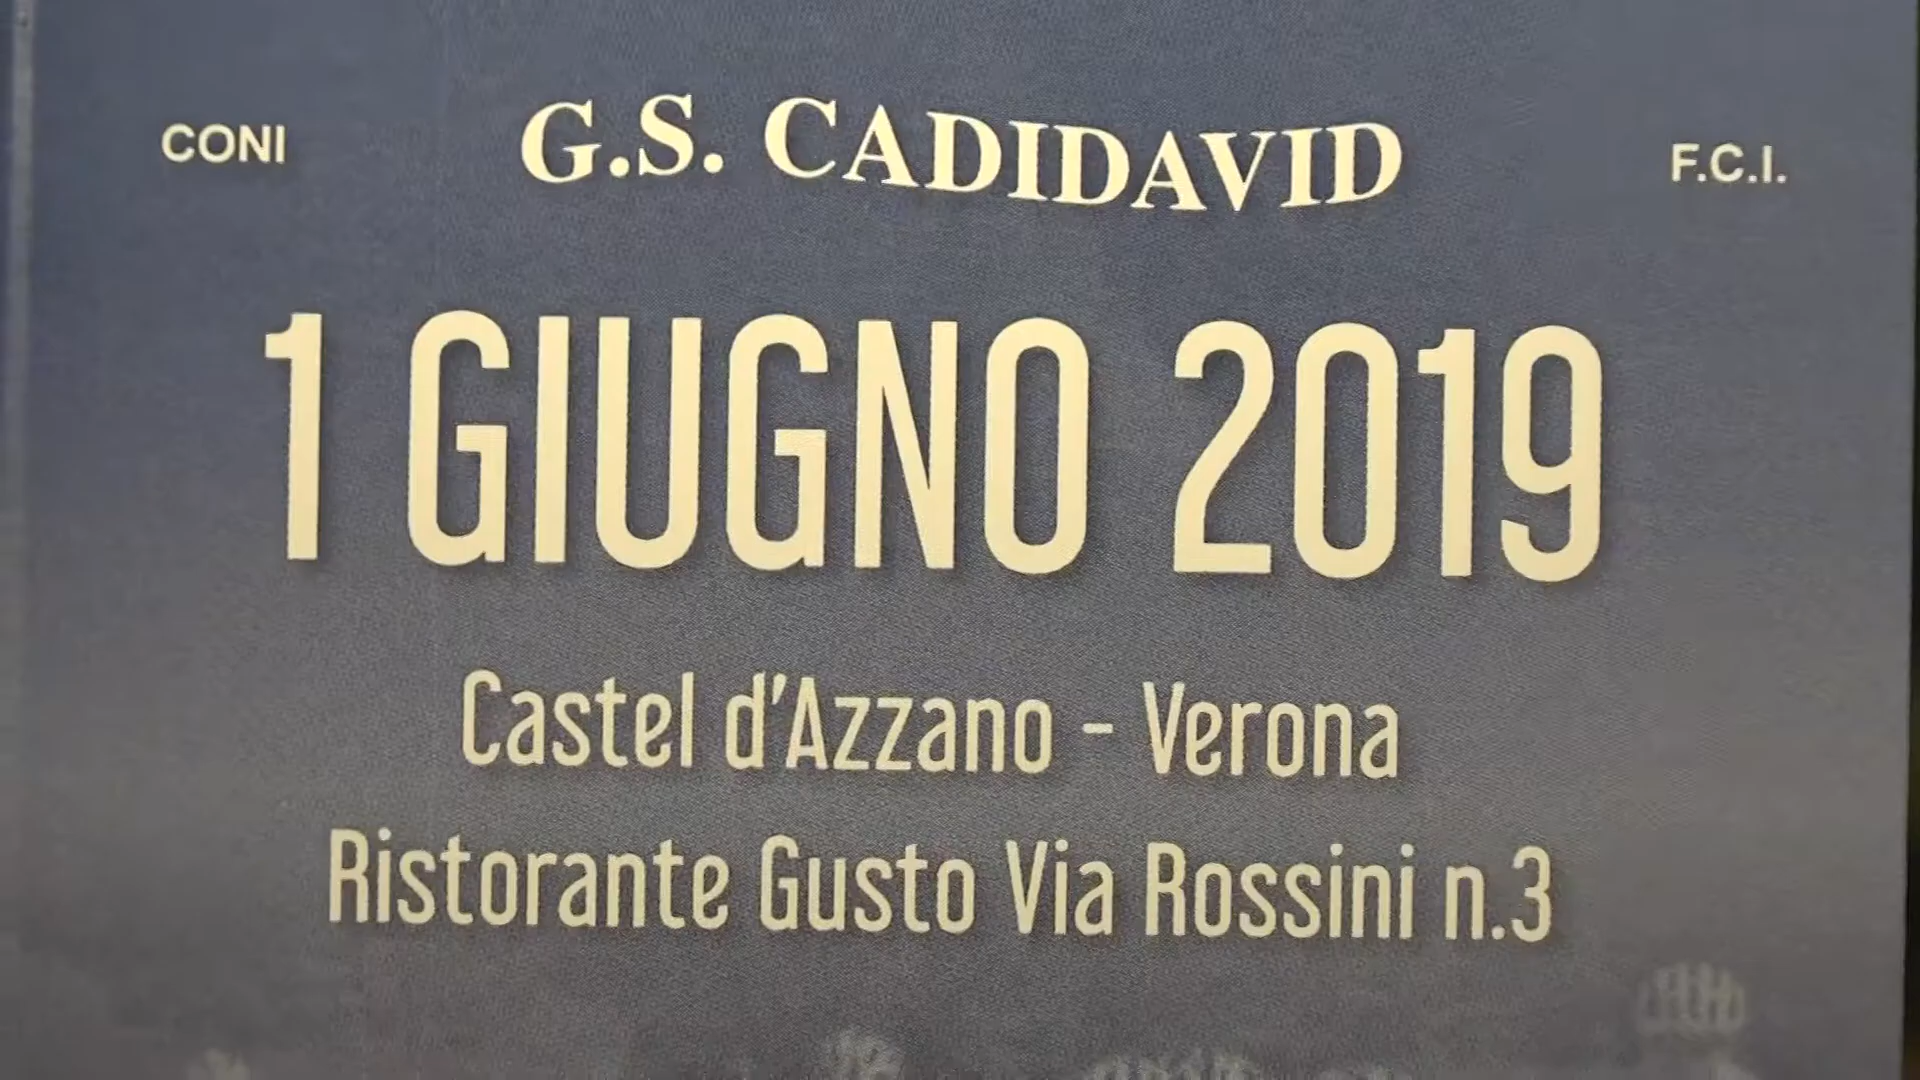 CONI G.S. CADIDAVID F.C.I.
1 GIUGNO 2019
Castel d'Azzano - Verona
Ristorante Gusto Via Rossini n.3